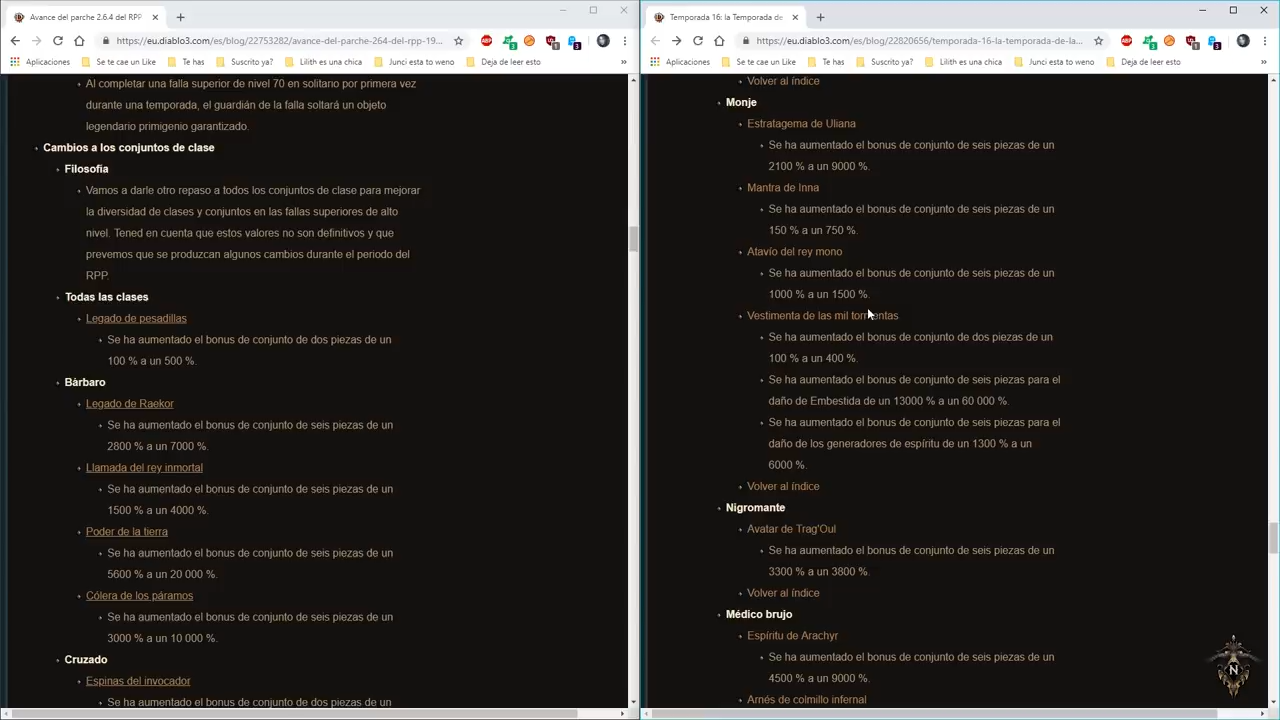 Avance del parche 2.6.4 del RPP
https://eu.diablo3.com/es/blog/22753282/avance-del-parche-264-del-rpp-19...
Aplicaciones
Se te cae un Like
Te has
Suscrito ya?
Lilith es una chica
Junci esta to weno
Deja de leer esto
»
Al completar una falla superior de nivel 70 en solitario por primera vez
durante una temporada, el guardián de la falla soltará un objeto
legendario primigenio garantizado.
Cambios a los conjuntos de clase
Filosofía
Vamos a darle otro repaso a todos los conjuntos de clase para mejorar
la diversidad de clases y conjuntos en las fallas superiores de alto
nivel. Tened en cuenta que estos valores no son definitivos y que
prevemos que se produzcan algunos cambios durante el periodo del
RPP.
Todas las clases
Legado de pesadillas
Se ha aumentado el bonus de conjunto de dos piezas de un
100 % a un 500 %.
Bárbaro
Legado de Raekor
Se ha aumentado el bonus de conjunto de seis piezas de un
2800 % a un 7000 %.
Llamada del rey inmortal
Se ha aumentado el bonus de conjunto de seis piezas de un
1500 % a un 4000 %.
Poder de la tierra
Se ha aumentado el bonus de conjunto de seis piezas de un
5600 % a un 20 000 %.
Cólera de los páramos
Se ha aumentado el bonus de conjunto de seis piezas de un
3000 % a un 10 000 %.
Cruzado
Espinas del invocador
Se ha aumentado el bonus de conjunto de dos piezas de un
Temporada 16: la Temporada de
https://eu.diablo3.com/es/blog/22820656/temporada-16-la-temporada-de-la...
Aplicaciones
Se te cae un Like
Te has
Suscrito ya?
Lilith es una chica
Junci esta to weno
Deja de leer esto
»
Volver al índice
Monje
Estratagema de Uliana
Se ha aumentado el bonus de conjunto de seis piezas de un
2100 % a un 9000 %.
Mantra de Inna
Se ha aumentado el bonus de conjunto de seis piezas de un
150 % a un 750 %.
Atavío del rey mono
Se ha aumentado el bonus de conjunto de seis piezas de un
1000 % a un 1500 %.
Vestimenta de las mil tormentas
Se ha aumentado el bonus de conjunto de dos piezas de un
100 % a un 400 %.
Se ha aumentado el bonus de conjunto de seis piezas para el
daño de Embestida de un 13000 % a un 60 000 %.
Se ha aumentado el bonus de conjunto de seis piezas para el
daño de los generadores de espíritu de un 1300 % a un
6000 %.
Volver al índice
Nigromante
Avatar de Trag'Oul
Se ha aumentado el bonus de conjunto de seis piezas de un
3300 % a un 3800 %.
Volver al índice
Médico brujo
Espíritu de Arachyr
Se ha aumentado el bonus de conjunto de seis piezas de un
4500 % a un 9000 %.
Arnés de colmillo infernal
N